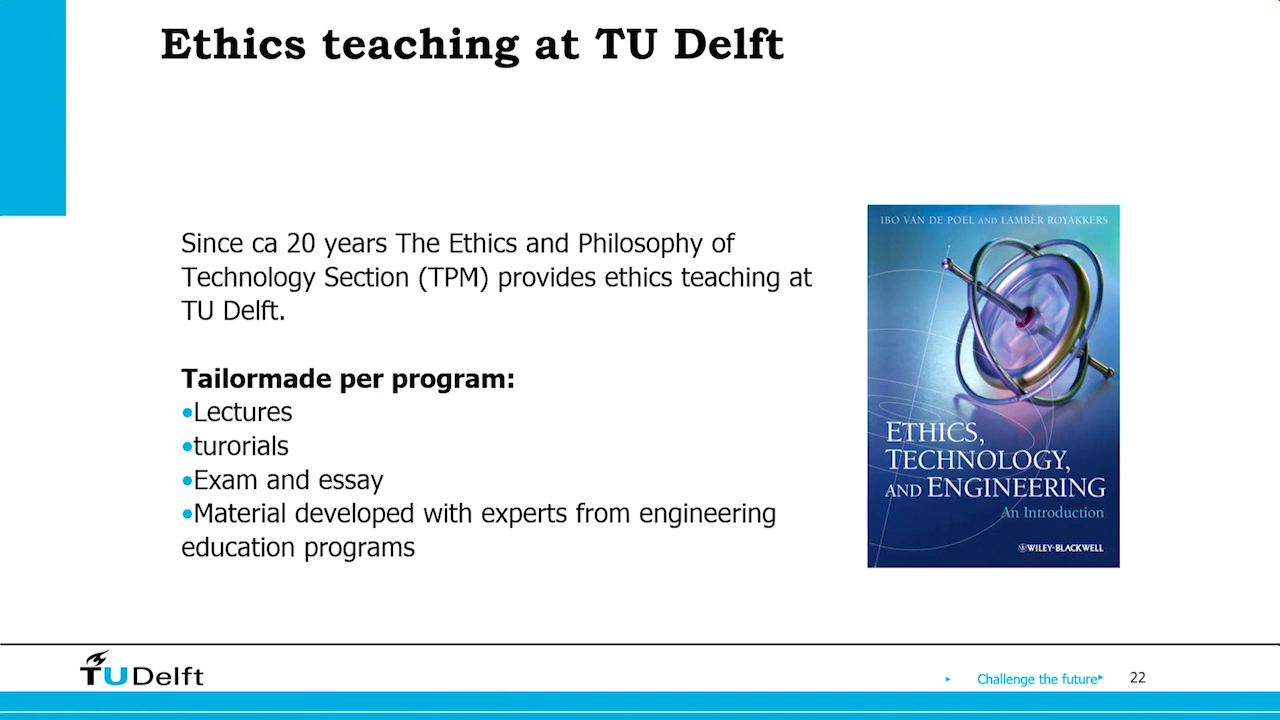 Ethics teaching at TU Delft
Since ca 20 years The Ethics and Philosophy of
Technology Section (TPM) provides ethics teaching at
TU Delft.
Tailormade per program:
•Lectures
•turorials
•Exam and essay
•Material developed with experts from engineering
education programs
IBO VAN DE POEL AND LAMBÈR ROYAKKERS
ETHICS,
TECHNOLOGY,
AND ENGINEERING
An Introduction
WILEY-BLACKWELL
TU Delft
Challenge the future
22